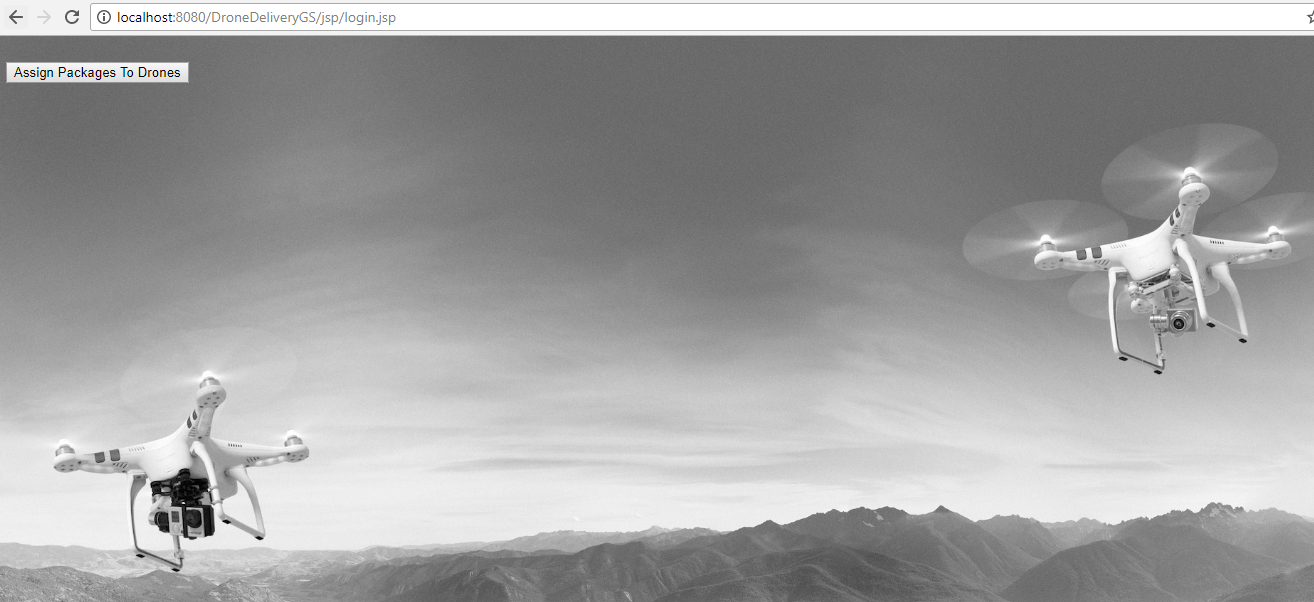 localhost:8080/DroneDeliveryGS/jsp/login.jsp
Assign Packages To Drones